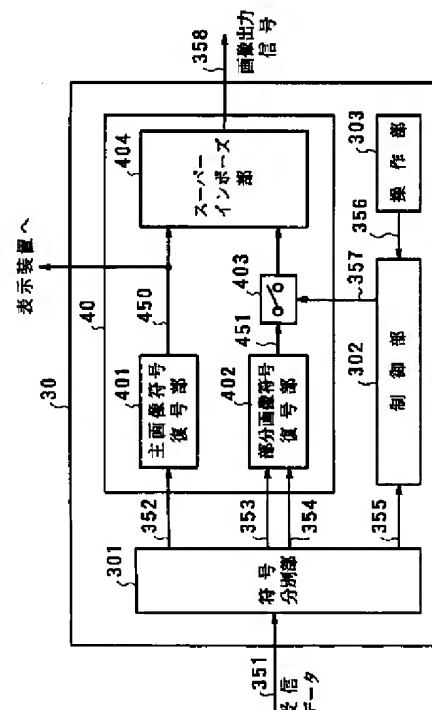 30
351
受信
データ
301
符号
分別部
352
353
354
355
40
401
主画像符号
復号部
402
部分画像符号
復号部
450
451
表示装置へ
403
404
スーパー
インポーズ
部
357
302
制御部
356
303
操作部
358
画像出力
信号